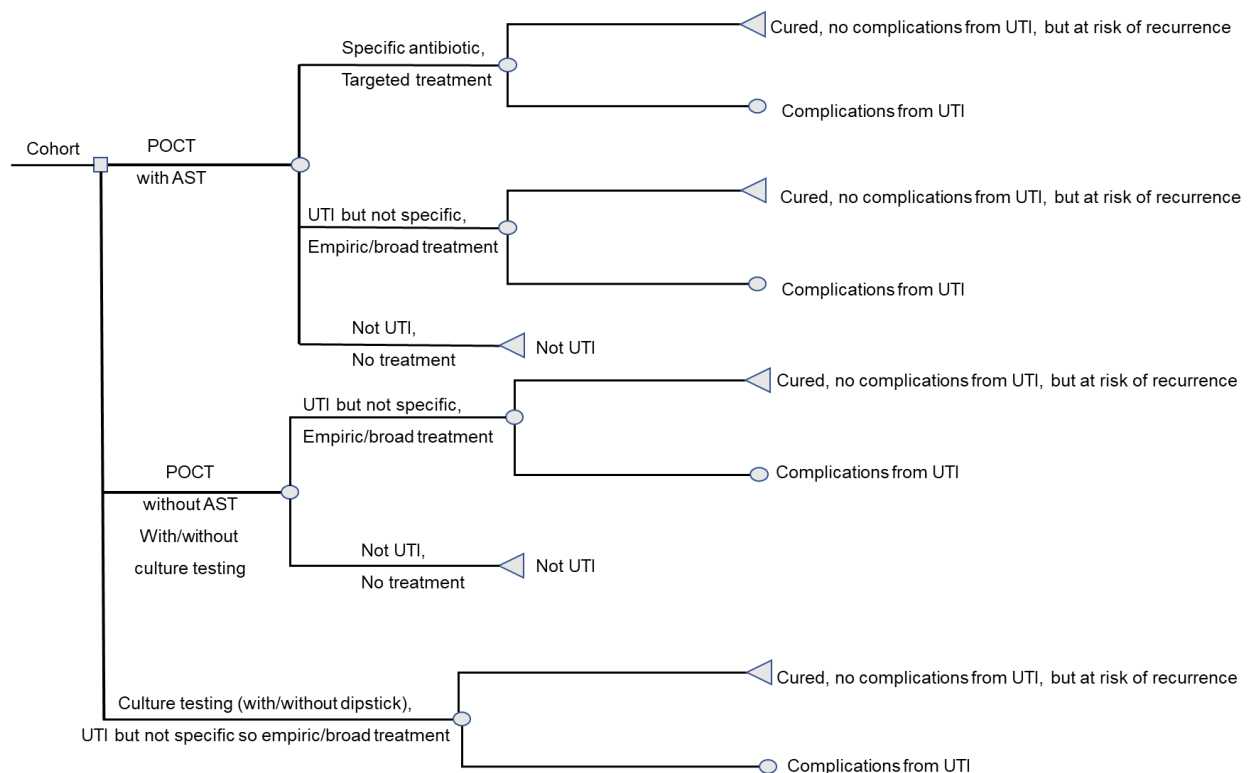 Cured, no complications from UTI, but at risk of recurrence
Specific antibiotic,
Targeted treatment
Complications from UTI
Cohort
POCT
with AST
Cured, no complications from UTI, but at risk of recurrence
UTI but not specific,
Empiric/broad treatment
Complications from UTI
Not UTI,
No treatment
Not UTI
Cured, no complications from UTI, but at risk of recurrence
UTI but not specific,
Empiric/broad treatment
POCT
without AST
With/without
culture testing
Complications from UTI
Not UTI,
No treatment
Not UTI
Cured, no complications from UTI, but at risk of recurrence
Culture testing (with/without dipstick),
UTI but not specific so empiric/broad treatment
Complications from UTI